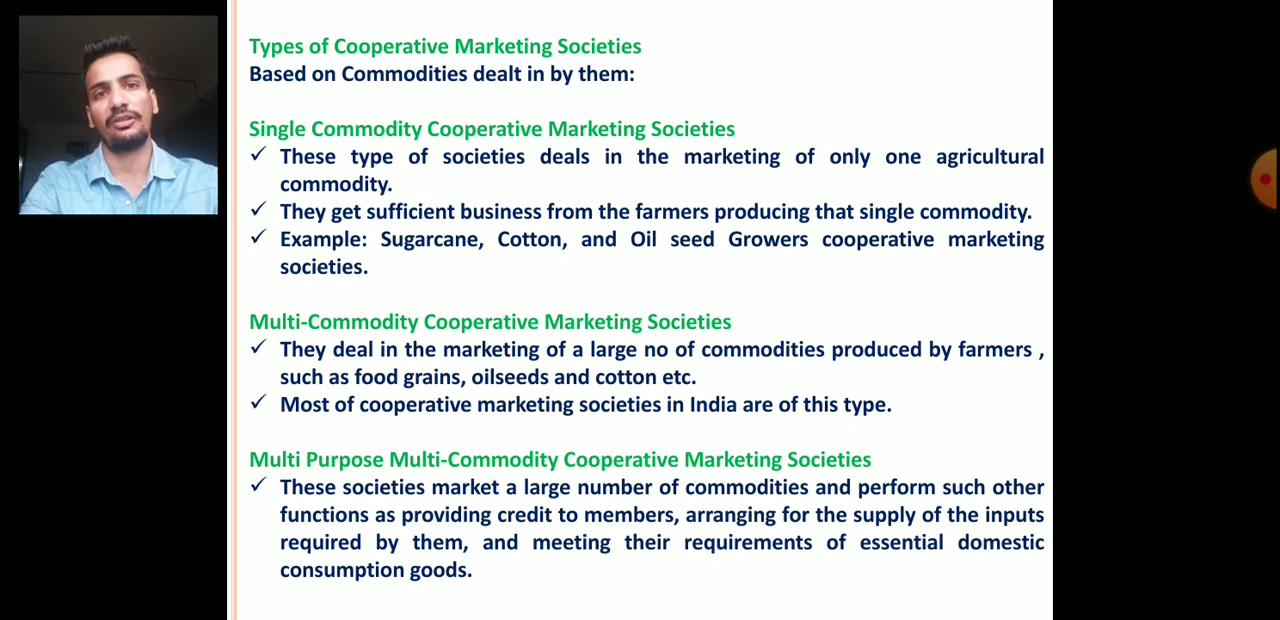 Types of Cooperative Marketing Societies
Based on Commodities dealt in by them:
Single Commodity Cooperative Marketing Societies
✓ These type of societies deals in the marketing of only one agricultural
commodity.
✓ They get sufficient business from the farmers producing that single commodity.
✓ Example: Sugarcane, Cotton, and Oil seed Growers cooperative marketing
societies.
Multi-Commodity Cooperative Marketing Societies
✓ They deal in the marketing of a large no of commodities produced by farmers ,
such as food grains, oilseeds and cotton etc.
✓ Most of cooperative marketing societies in India are of this type.
Multi Purpose Multi-Commodity Cooperative Marketing Societies
✓ These societies market a large number of commodities and perform such other
functions as providing credit to members, arranging for the supply of the inputs
required by them, and meeting their requirements of essential domestic
consumption goods.